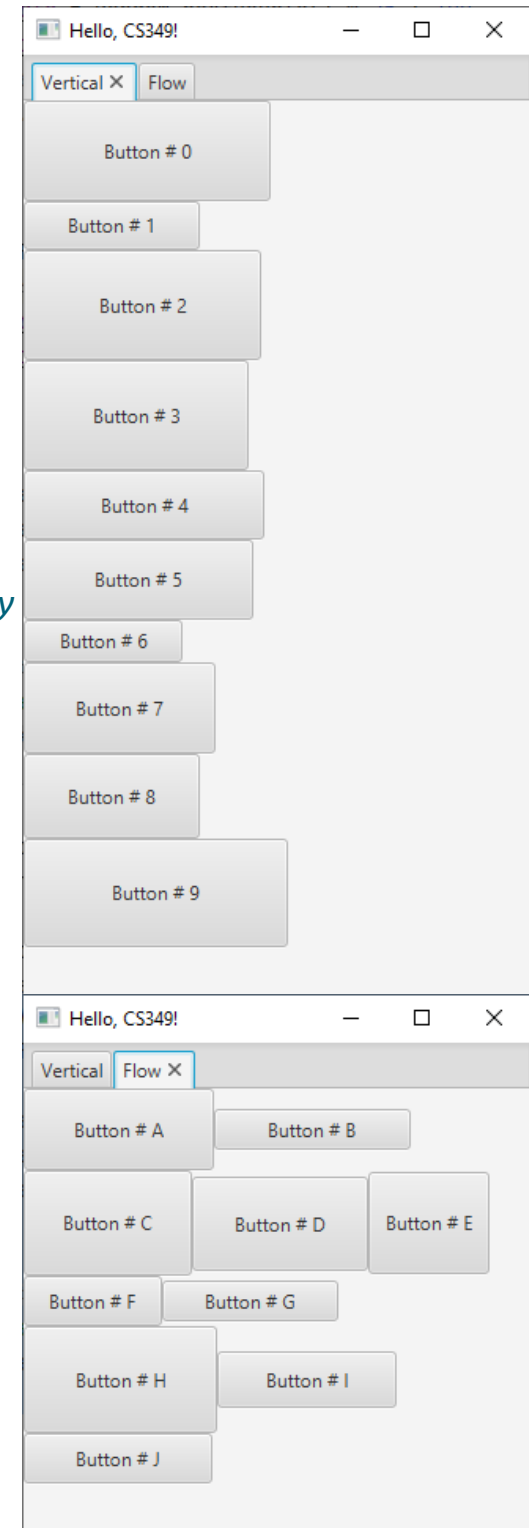 Hello, CS349!
Vertical Flow
Button # 0
Button # 1
Button # 2
Button # 3
Button # 4
Button # 5
y
Button # 6
Button # 7
Button # 8
Button # 9
Hello, CS349!
Vertical Flow
Button # A Button # B
Button # C Button # D Button # E
Button # F Button # G
Button # H Button # I
Button # J